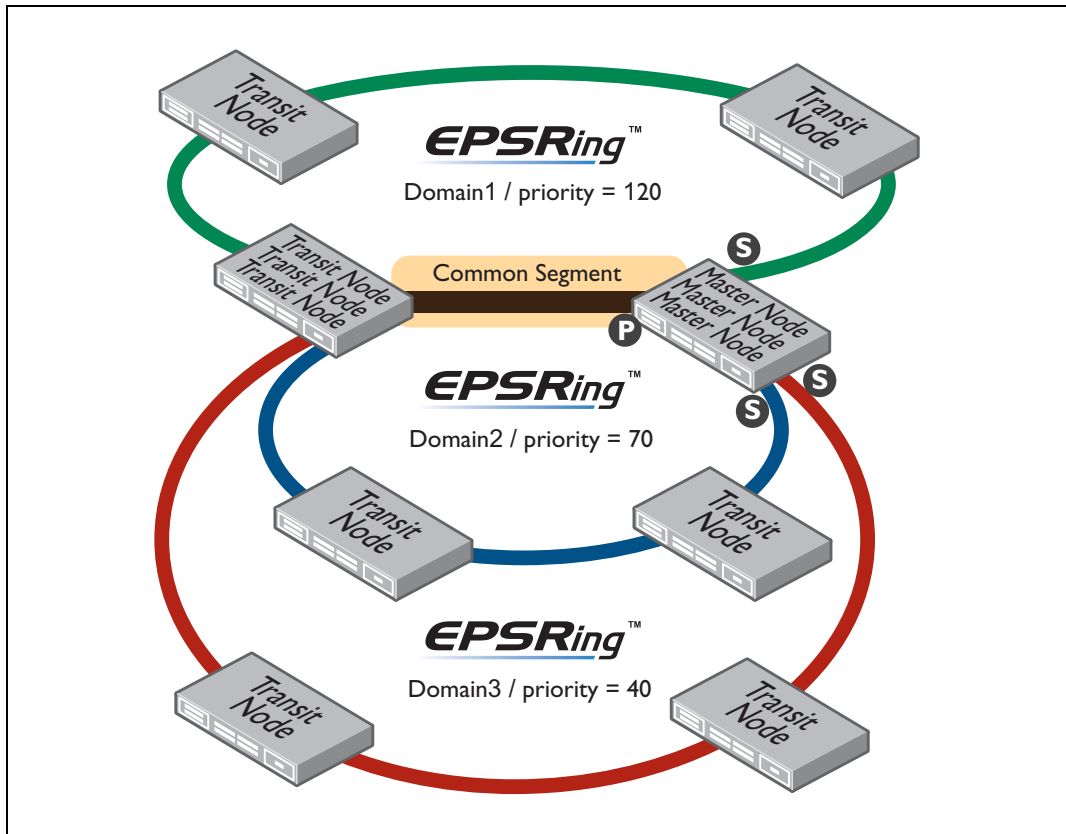 Transit
Node
Transit
Node
EPSRing™
Domain1 / priority = 120
S
Transit Node
Transit Node
Transit Node
Common Segment
Master Node
Master Node
Master Node
P
EPSRing™
S
S
Domain2 / priority = 70
Transit
Node
Transit
Node
EPSRing™
Domain3 / priority = 40
Transit
Node
Transit
Node